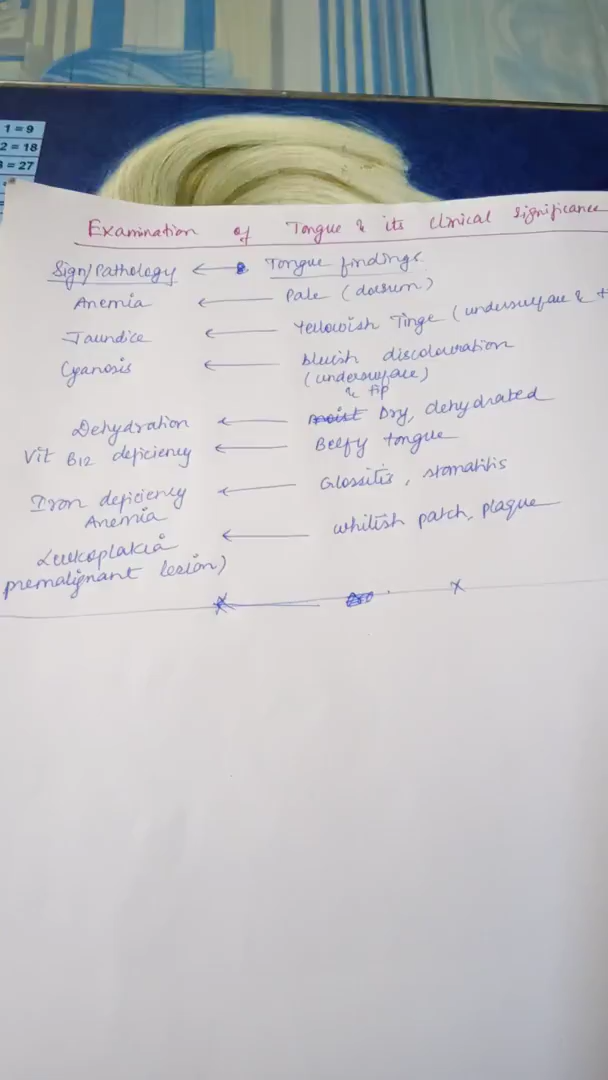 1 = 9
2 = 18
3 = 27
Examination of Tongue & its Clinical Significance
Sign/Pathology ← Tongue findings
Anemia ← Pale (dorsum)
Jaundice ← Yellowish Tinge (undersurface &
Cyanosis ← bluish discolouration
(undersurface)
& tip
Dehydration ← moist Dry, dehydrated
Vit B12 deficiency ← Beefy tongue
Iron deficiency ← Glossitis, stomatitis
Anemia
Leukoplakia ← whitish patch, plaque
premalignant lesion)